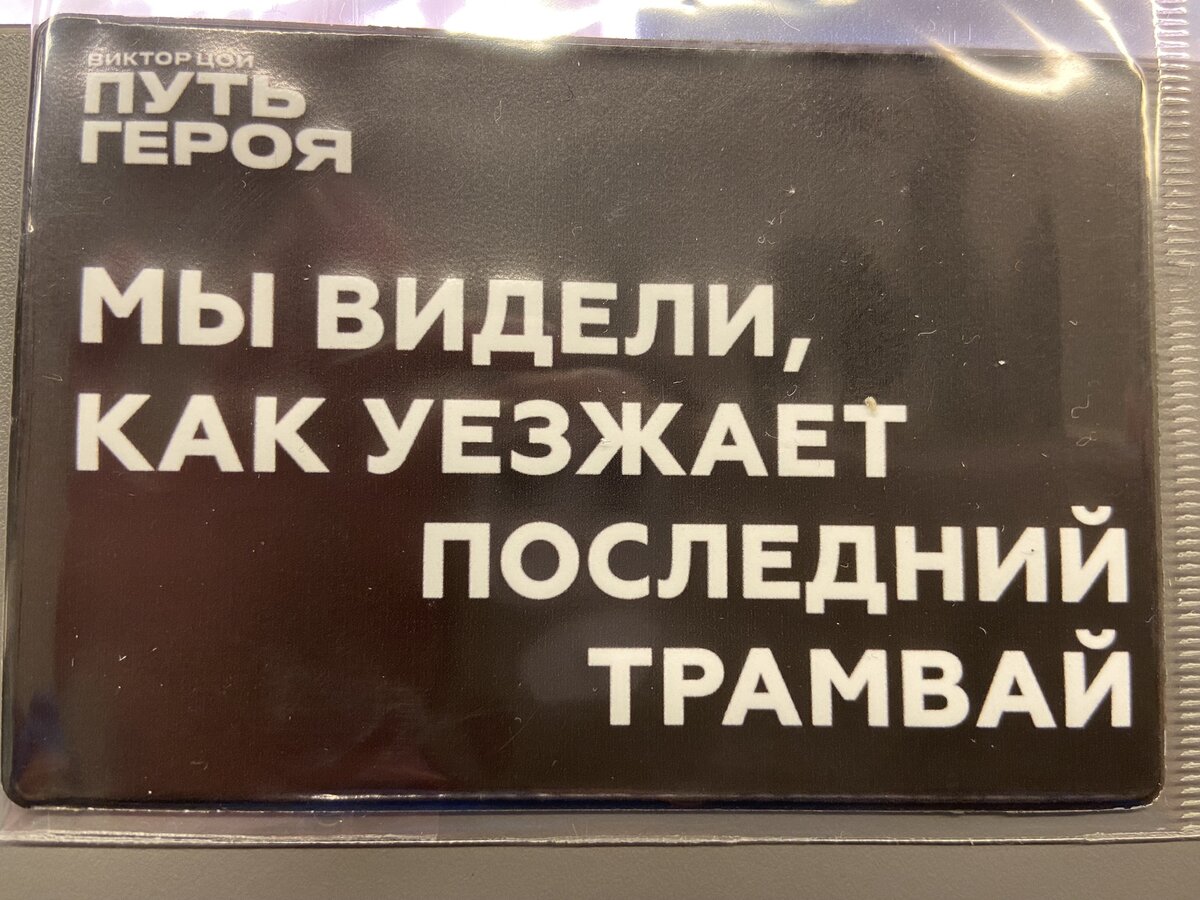 ВИКТОР ЦОЙ
ПУТЬ
ГЕРОЯ
МЫ ВИДЕЛИ,
КАК УЕЗЖАЕТ
ПОСЛЕДНИЙ
ТРАМВАЙ